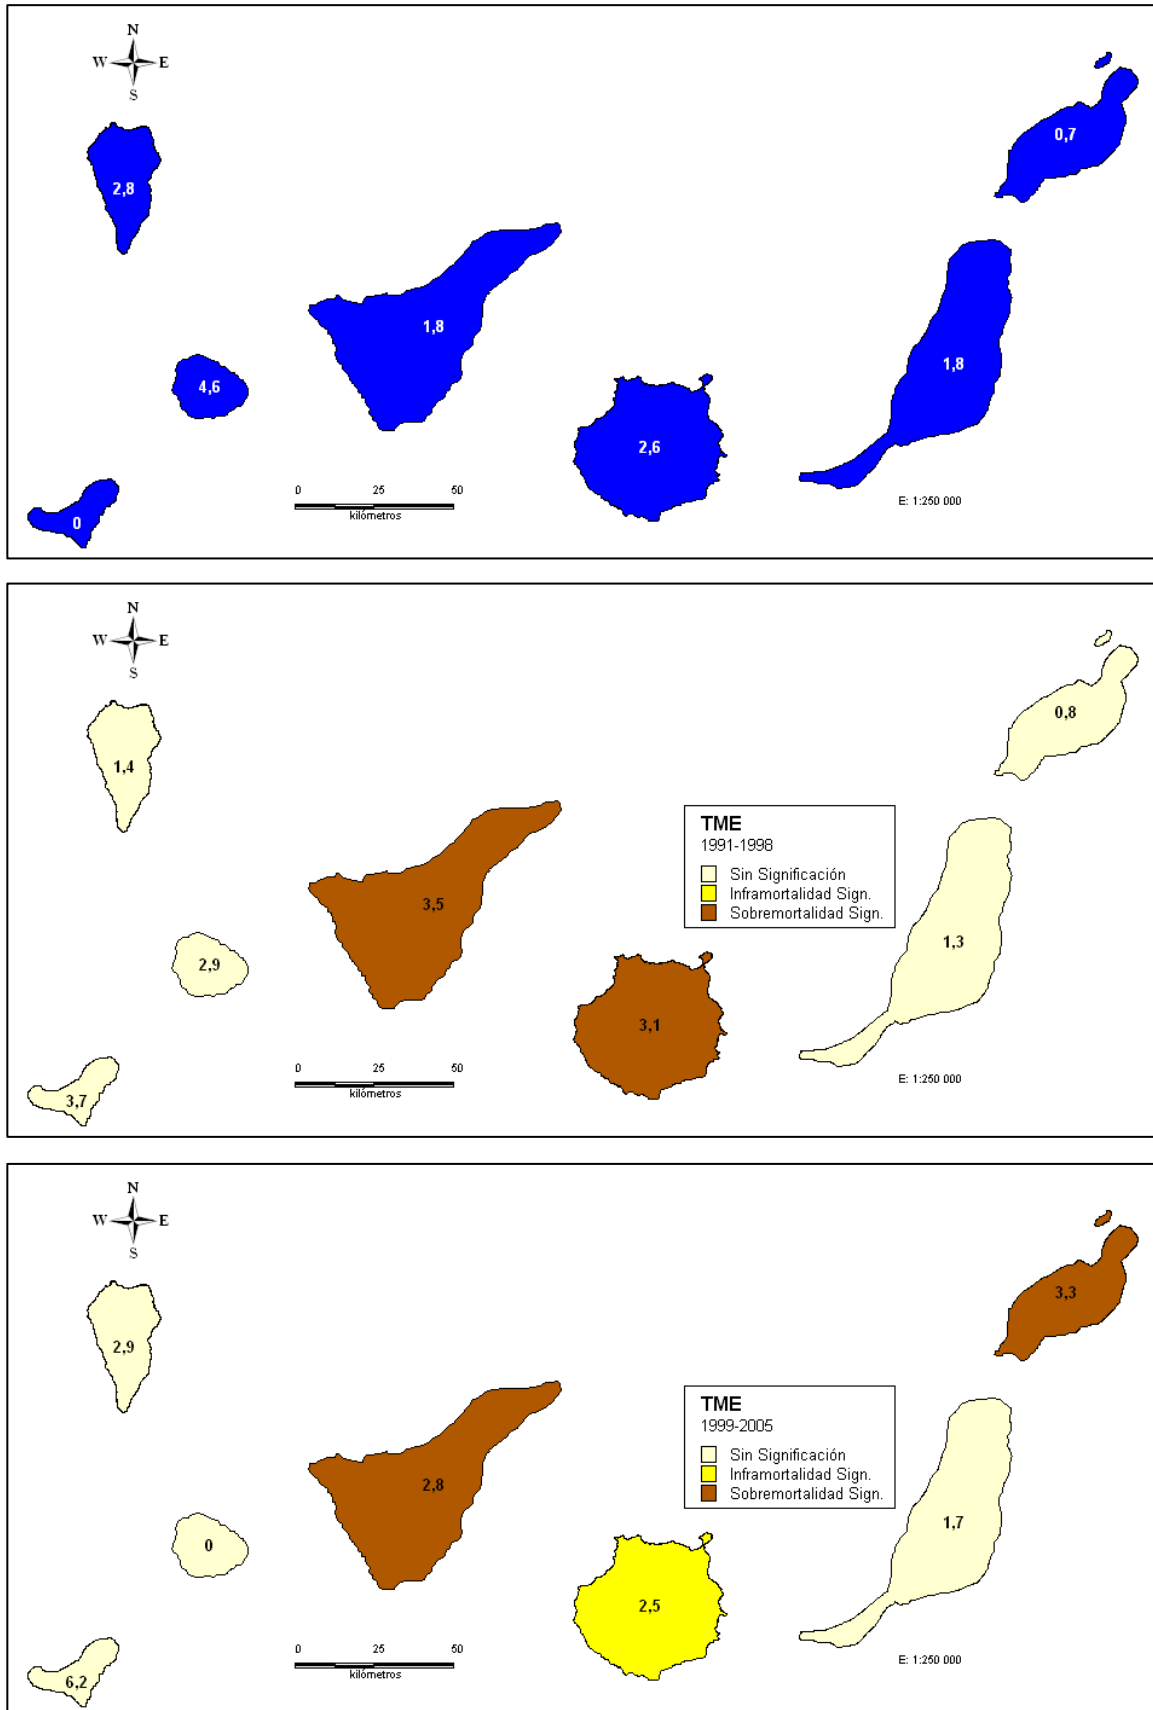 N
W E
S
0,7
2,8
1,8
1,8
4,6
2,6
0 25 50
kilómetros
E: 1:250 000
0
N
W E
S
0,8
1,4
TME
1991-1998
Sin Significación
Inframortalidad Sign.
Sobremortalidad Sign.
3,5
1,3
2,9
3,1
0 25 50
kilómetros
E: 1:250 000
3,7
N
W E
S
3,3
2,9
TME
1999-2005
Sin Significación
Inframortalidad Sign.
Sobremortalidad Sign.
2,8
1,7
0
2,5
0 25 50
kilómetros
E: 1:250 000
6,2